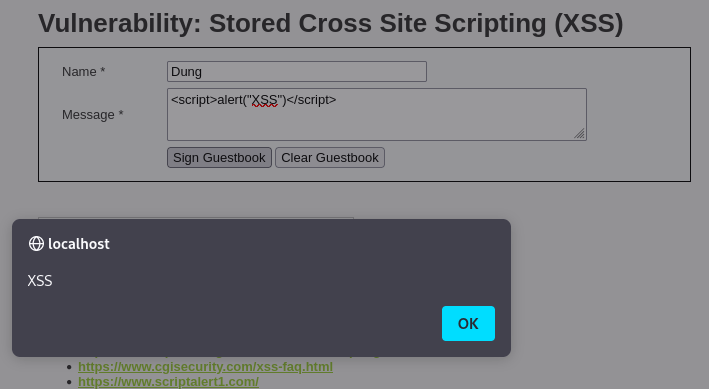 Vulnerability: Stored Cross Site Scripting (XSS)
Name *
Dung
Message *
<script>alert("XSS")</script>
Sign Guestbook
Clear Guestbook
localhost
XSS
OK
https://www.cgisecurity.com/xss-faq.html
https://www.scriptalert1.com/